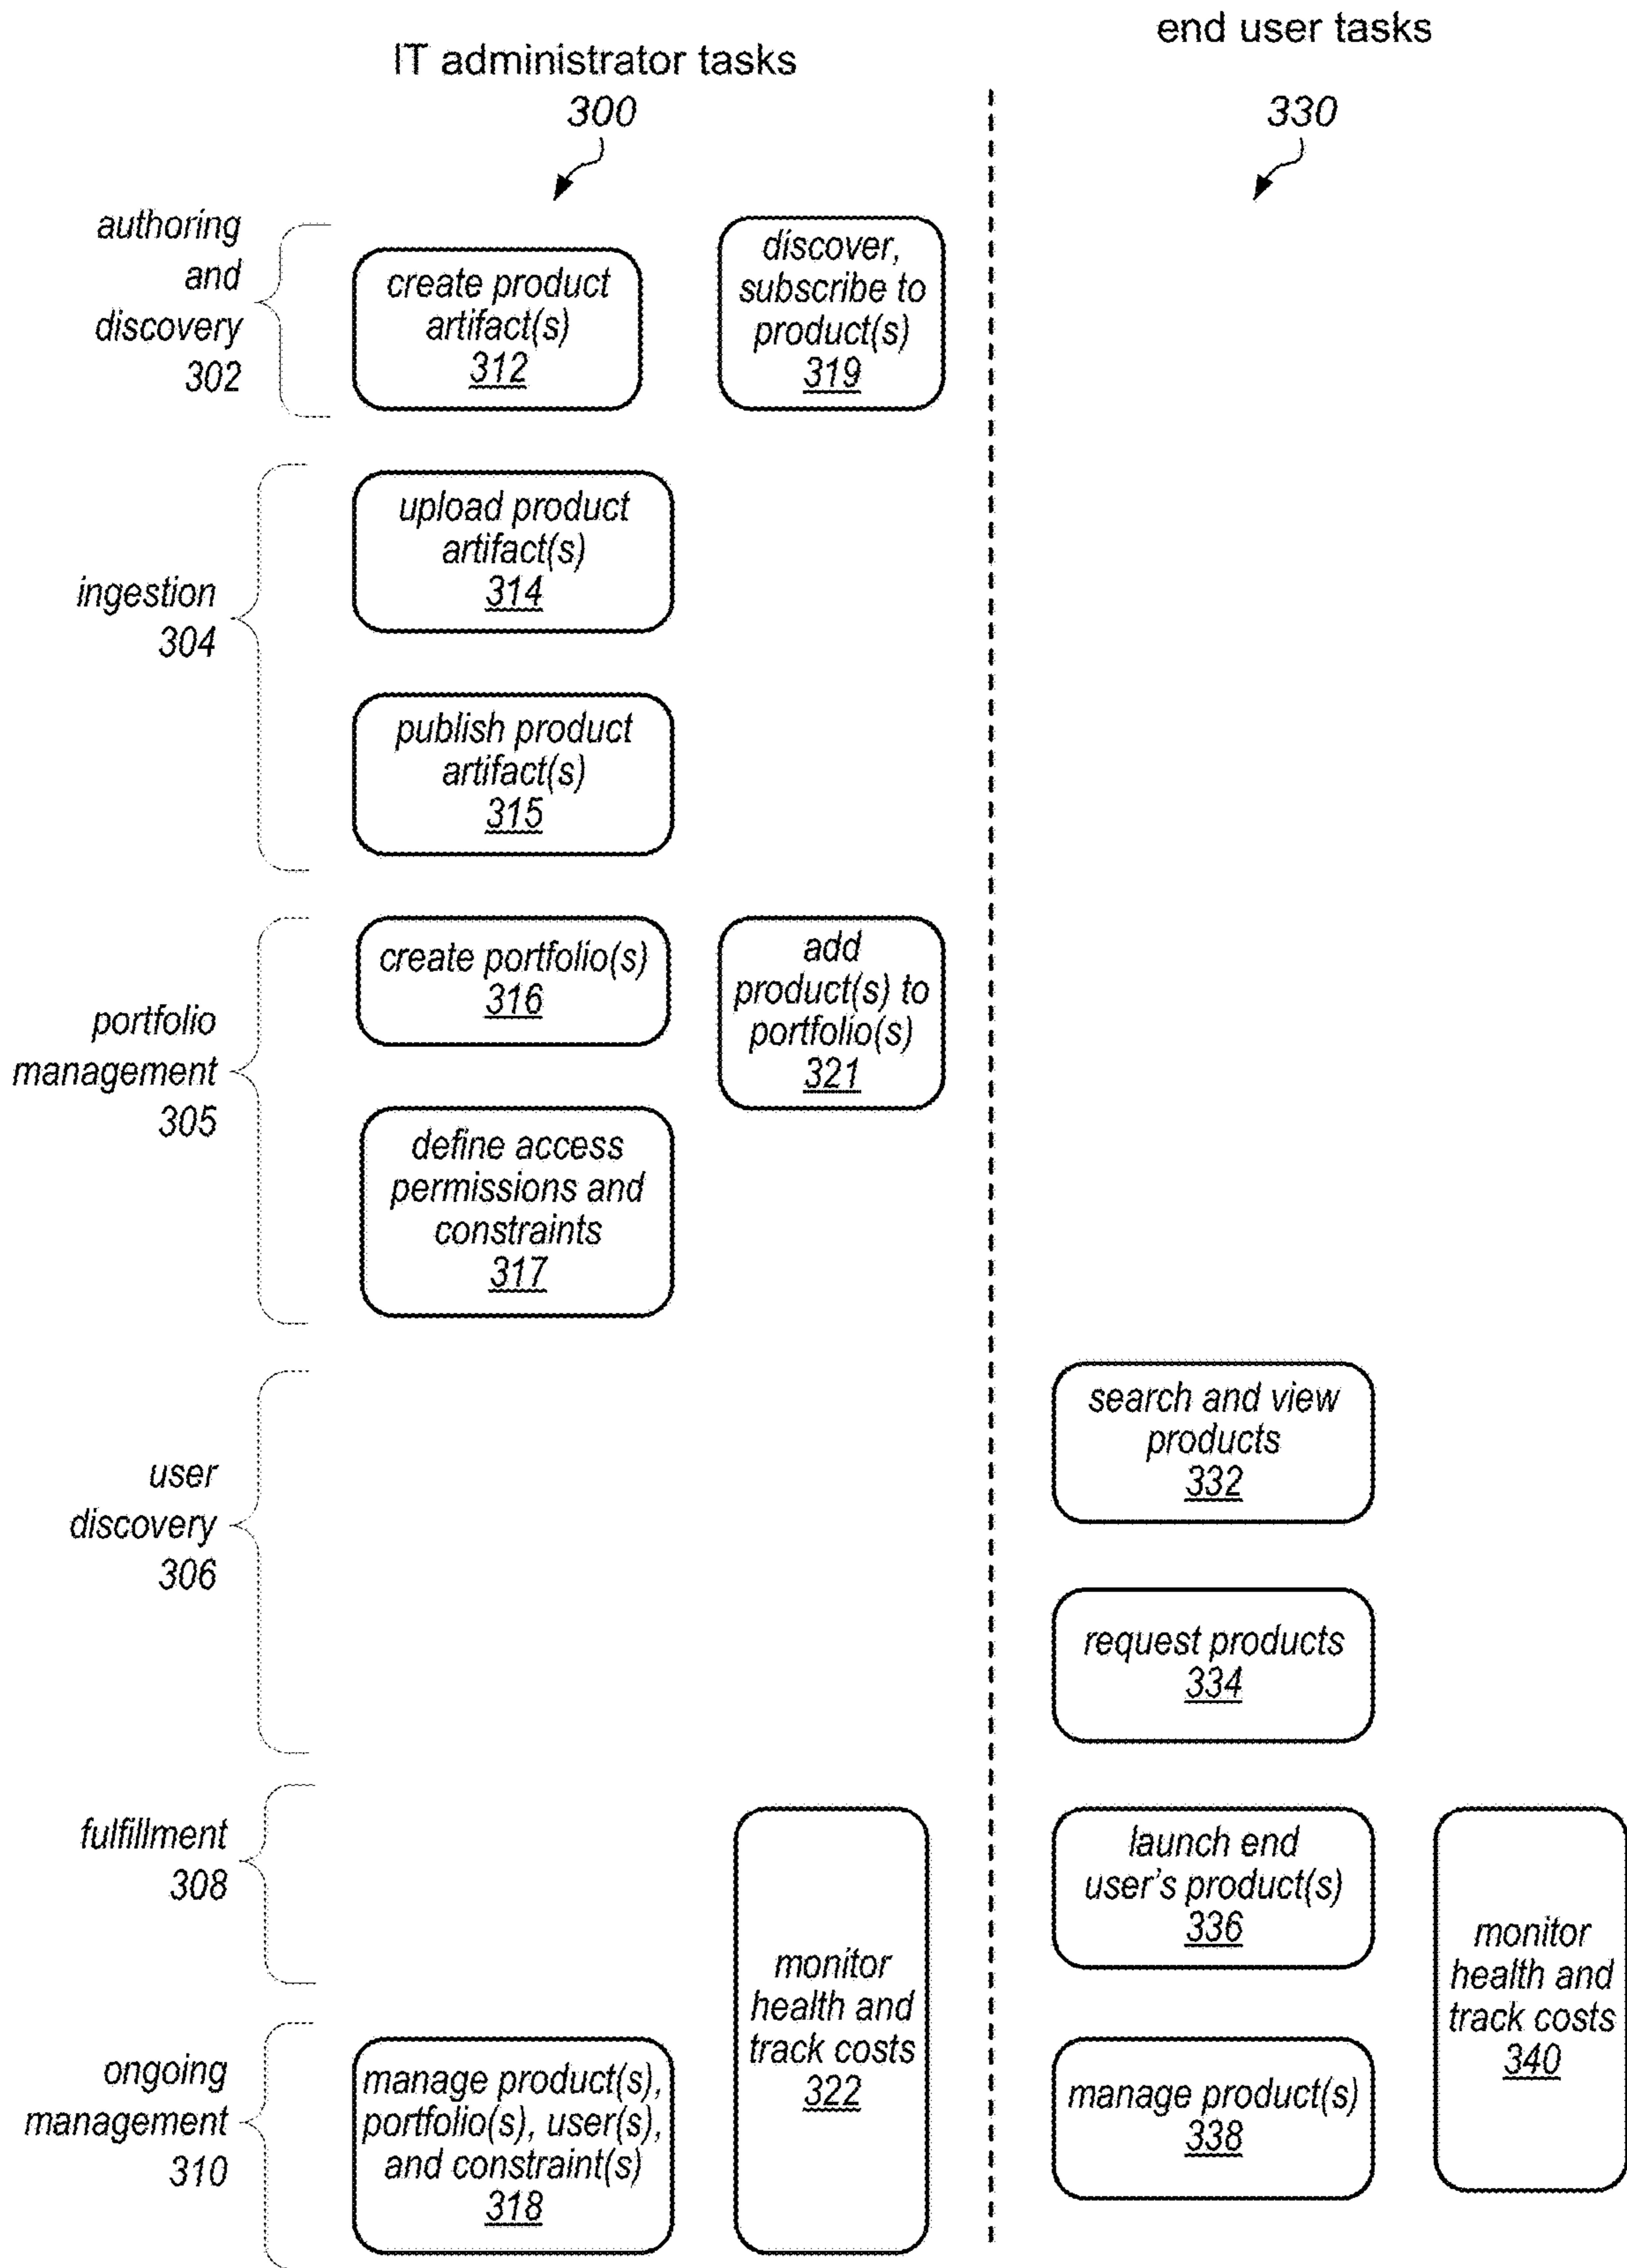 IT administrator tasks
300
end user tasks
330
authoring
and
discovery
302
create product
artifact(s)
312
discover,
subscribe to
product(s)
319
ingestion
304
upload product
artifact(s)
314
publish product
artifact(s)
315
portfolio
management
305
create portfolio(s)
316
add
product(s) to
portfolio(s)
321
define access
permissions and
constraints
317
user
discovery
306
search and view
products
332
request products
334
fulfillment
308
launch end
user's product(s)
336
monitor
health and
track costs
322
monitor
health and
track costs
340
ongoing
management
310
manage product(s),
portfolio(s), user(s),
and constraint(s)
318
manage product(s)
338